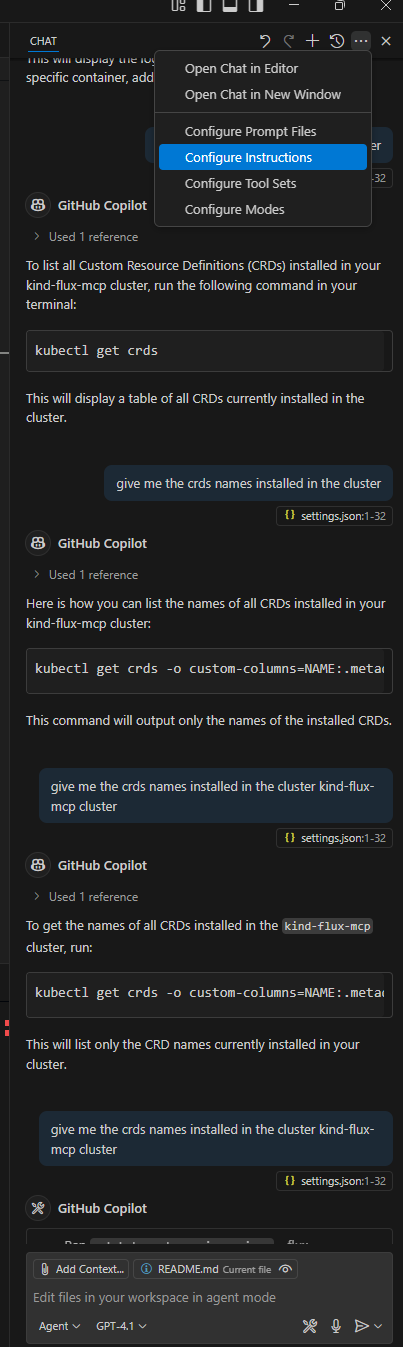 CHAT
This will display the log
specific container, add
Open Chat in Editor
Open Chat in New Window
Configure Prompt Files
Configure Instructions
Configure Tool Sets
Configure Modes
er
-32
GitHub Copilot
Used 1 reference
To list all Custom Resource Definitions (CRDs) installed in your
kind-flux-mcp cluster, run the following command in your
terminal:
kubectl get crds
This will display a table of all CRDs currently installed in the
cluster.
give me the crds names installed in the cluster
{} settings.json:1-32
GitHub Copilot
Used 1 reference
Here is how you can list the names of all CRDs installed in your
kind-flux-mcp cluster:
kubectl get crds -o custom-columns=NAME:.metad
This command will output only the names of the installed CRDs.
give me the crds names installed in the cluster kind-flux-
mcp cluster
{} settings.json:1-32
GitHub Copilot
Used 1 reference
To get the names of all CRDs installed in the kind-flux-mcp
cluster, run:
kubectl get crds -o custom-columns=NAME:.metad
This will list only the CRD names currently installed in your
cluster.
give me the crds names installed in the cluster kind-flux-
mcp cluster
{} settings.json:1-32
GitHub Copilot
Add Context...
README.md Current file
Edit files in your workspace in agent mode
Agent
GPT-4.1